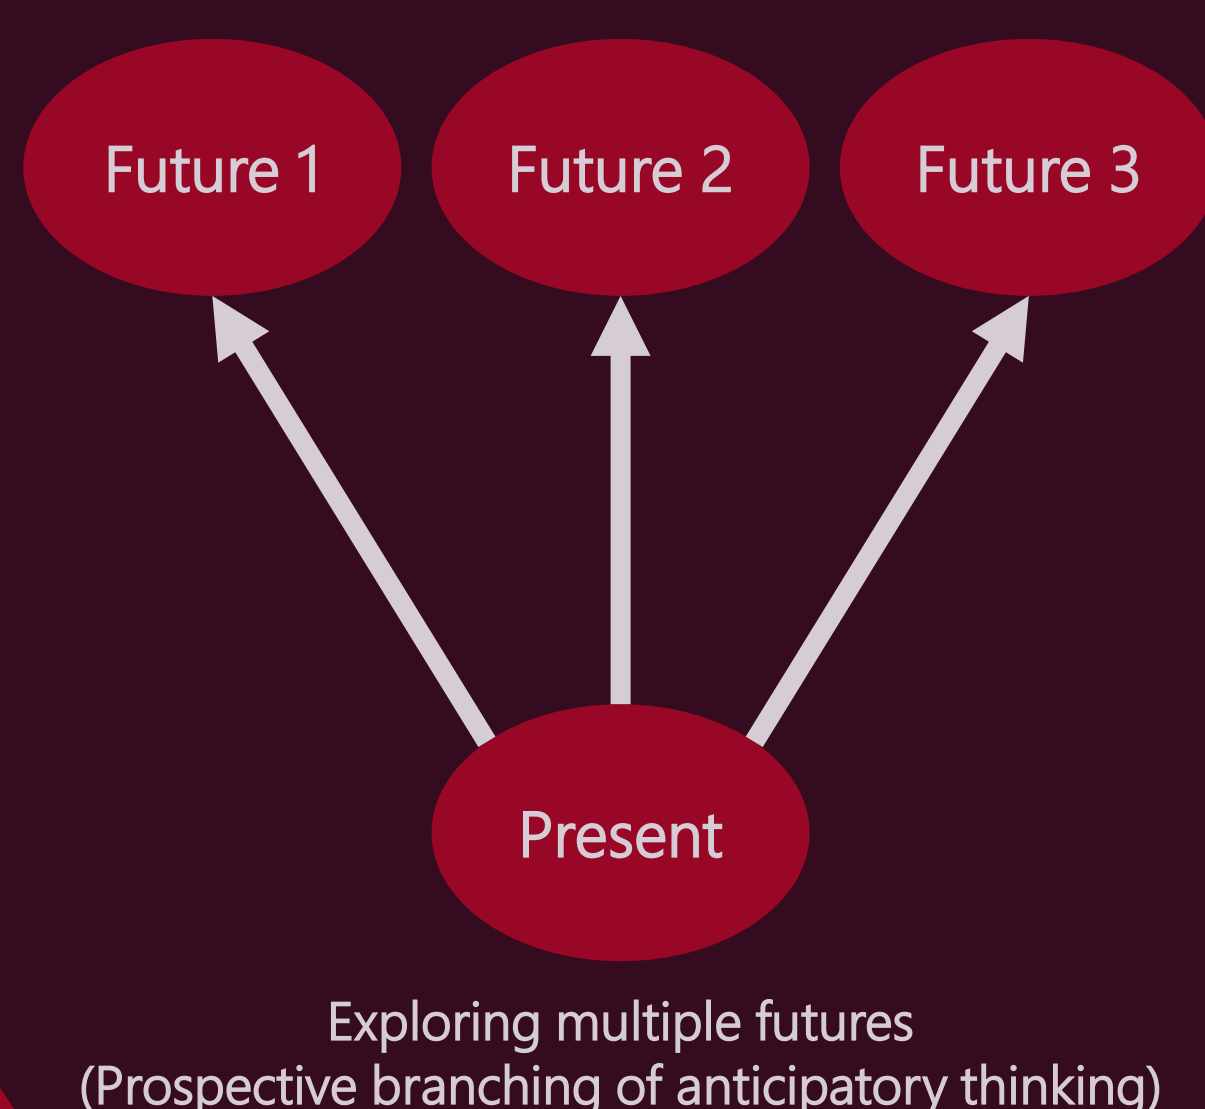 Future 1
Future 2
Future 3
Present
Exploring multiple futures
(Prospective branching of anticipatory thinking)